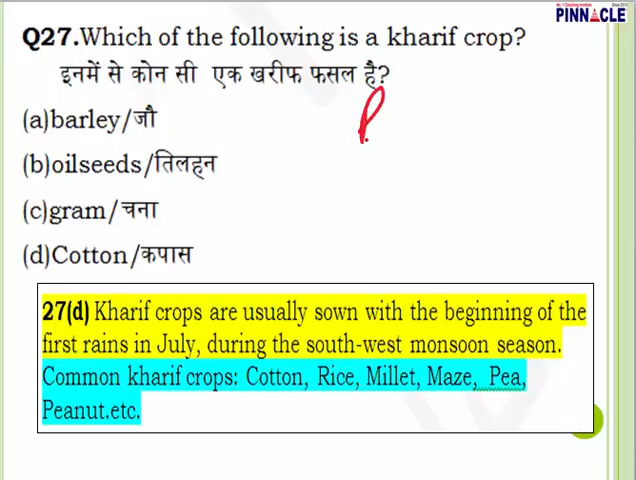 PINNACLE
Q27.Which of the following is a kharif crop?
इनमें से कोन सी एक खरीफ फसल है?
(a)barley/जौ
(b)oilseeds/तिलहन
(c)gram/चना
(d)Cotton/कपास
27(d) Kharif crops are usually sown with the beginning of the
first rains in July, during the south-west monsoon season.
Common kharif crops: Cotton, Rice, Millet, Maze, Pea,
Peanut.etc.